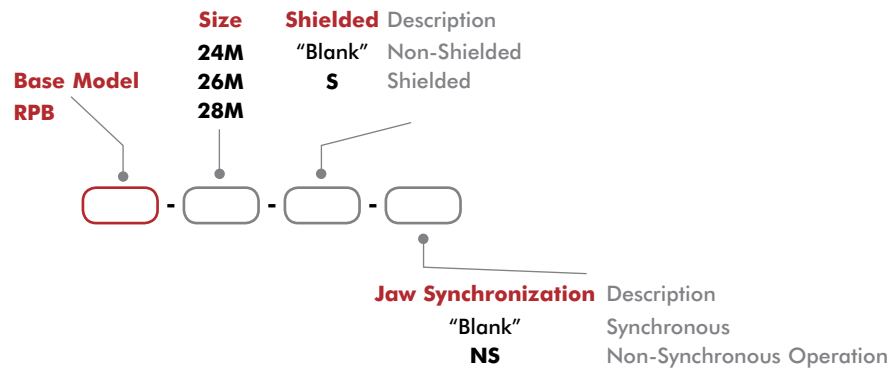 Size Shielded Description
24M “Blank” Non-Shielded
Base Model 26M S Shielded
RPB 28M
- - -
Jaw Synchronization Description
“Blank” Synchronous
NS Non-Synchronous Operation